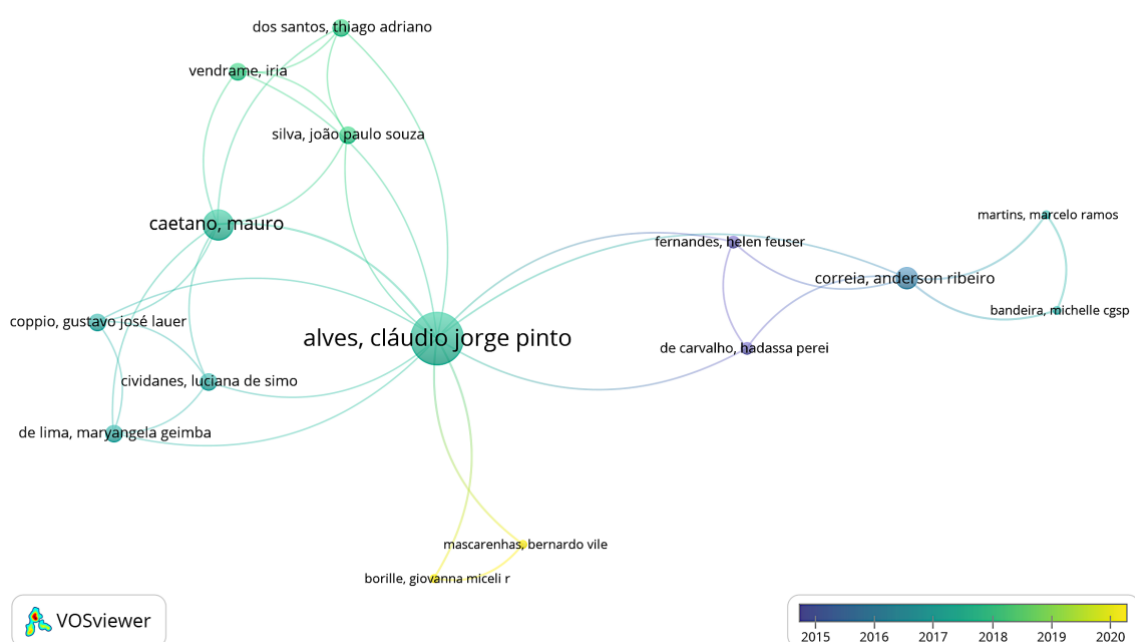 dos santos, thiago adriano
vendrame, iria
silva, joão paulo souza
caetano, mauro
martins, marcelo ramos
fernandes, helen feuser
correia, anderson ribeiro
bandeira, michelle cgsp
coppio, gustavo josé lauer
alves, cláudio jorge pinto
de carvalho, hadassa perei
cividanes, luciana de simo
de lima, maryangela geimba
mascarenhas, bernardo vile
borille, giovanna miceli r
VOSviewer
2015 2016 2017 2018 2019 2020